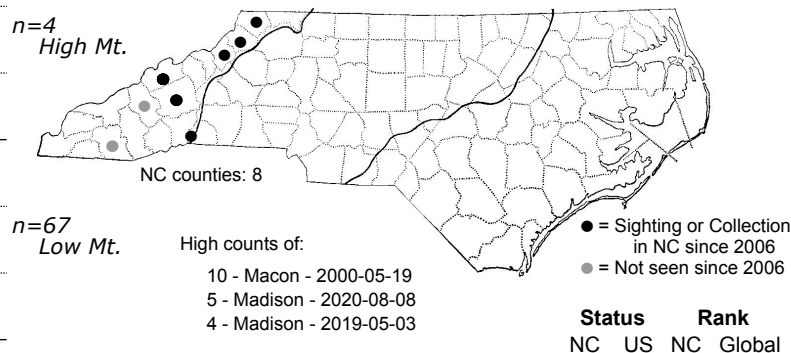 n=4
High Mt.
NC counties: 8
n=67
Low Mt.
High counts of:
10 - Macon - 2000-05-19
5 - Madison - 2020-08-08
4 - Madison - 2019-05-03
● = Sighting or Collection
in NC since 2006
● = Not seen since 2006
Status Rank
NC US NC Global